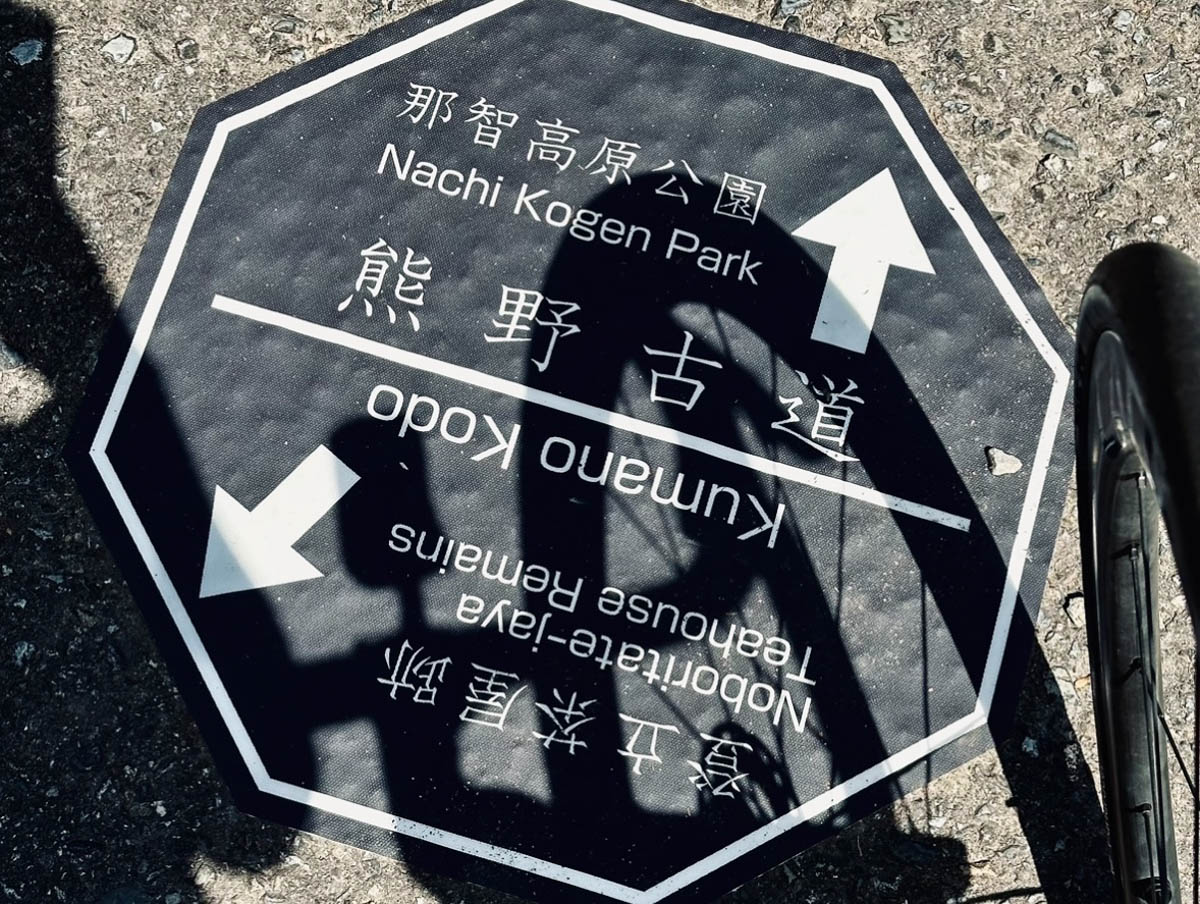 那智高原公園
Nachi Kogen Park
熊野古道
Kumano Kodo
登立茶屋跡
Noboritate-jaya
Teahouse Remains